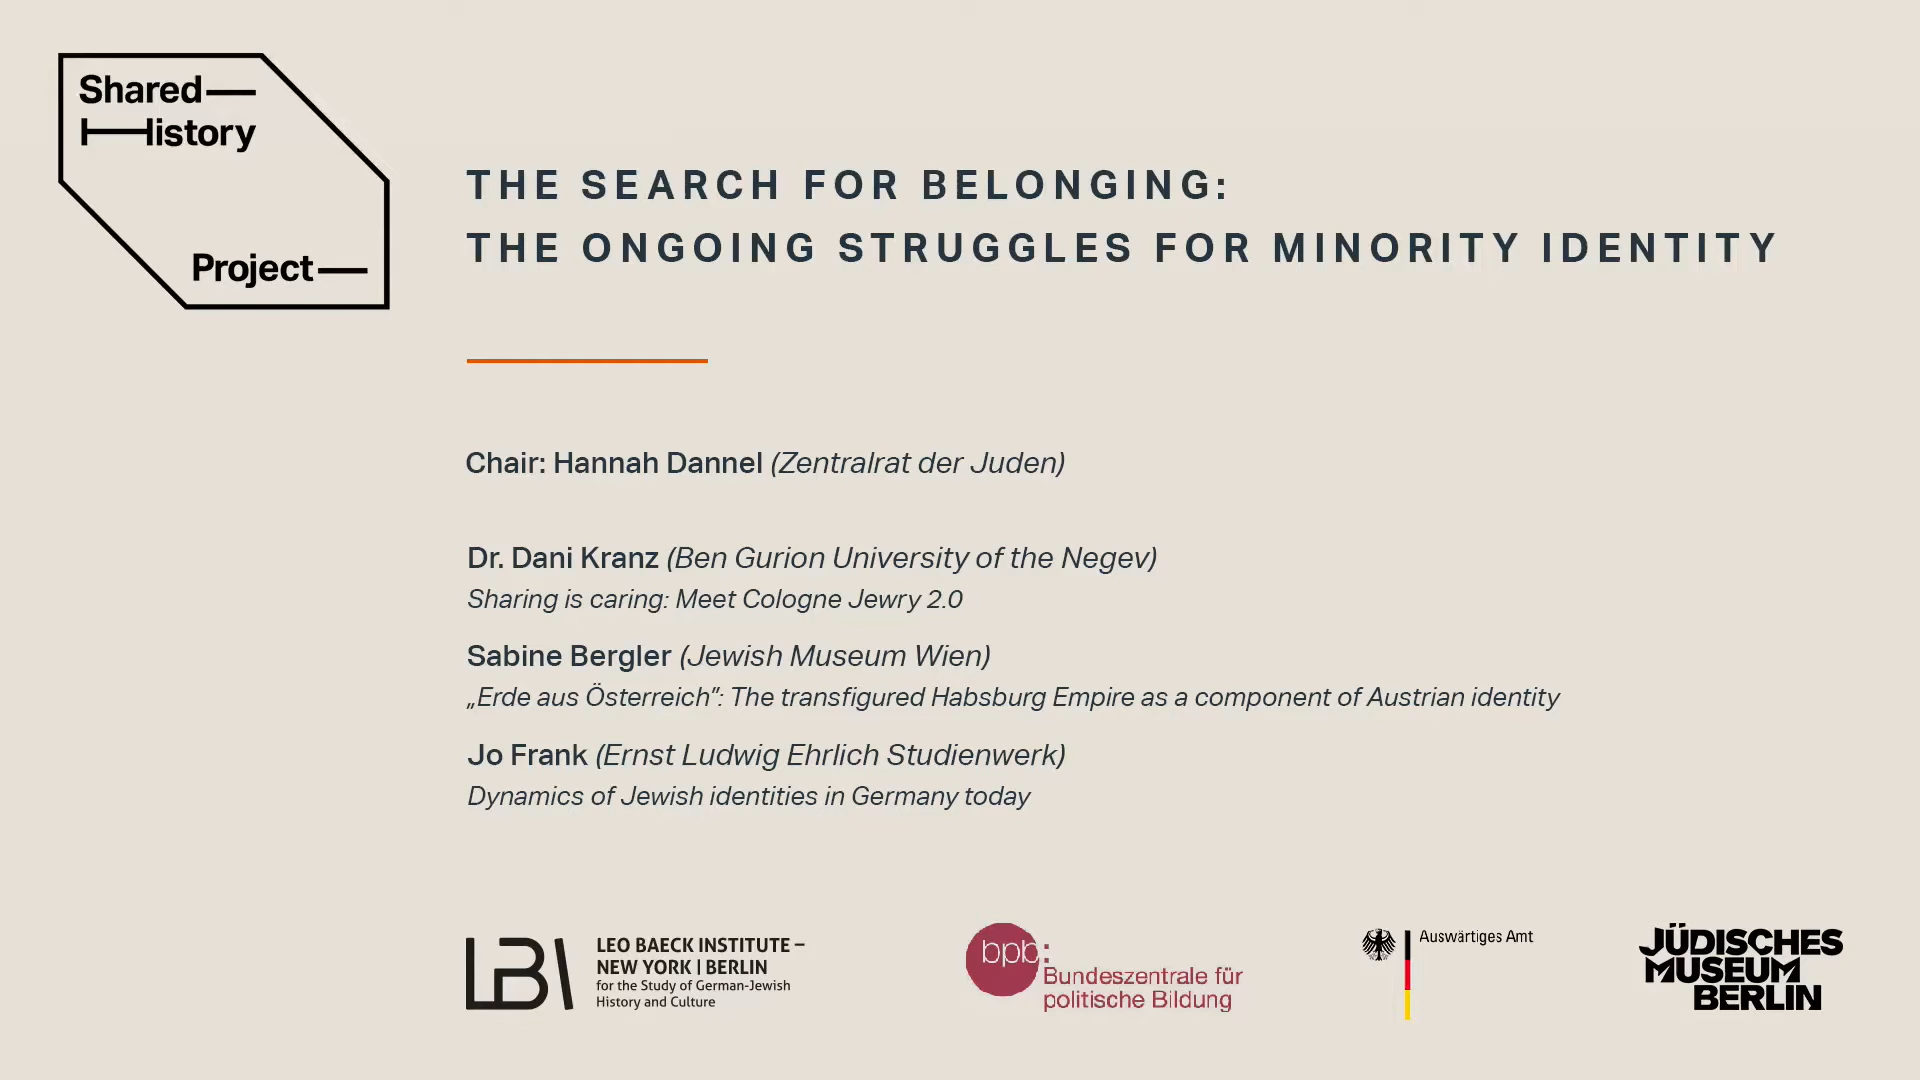 Shared—
History
Project—
THE SEARCH FOR BELONGING:
THE ONGOING STRUGGLES FOR MINORITY IDENTITY
Chair: Hannah Dannel (Zentralrat der Juden)
Dr. Dani Kranz (Ben Gurion University of the Negev)
Sharing is caring: Meet Cologne Jewry 2.0
Sabine Bergler (Jewish Museum Wien)
„Erde aus Österreich”: The transfigured Habsburg Empire as a component of Austrian identity
Jo Frank (Ernst Ludwig Ehrlich Studienwerk)
Dynamics of Jewish identities in Germany today
LBI
LEO BAECK INSTITUTE –
NEW YORK | BERLIN
for the Study of German-Jewish
History and Culture
bpb:
Bundeszentrale für
politische Bildung
Auswärtiges Amt
JÜDISCHES
MUSEUM
BERLIN